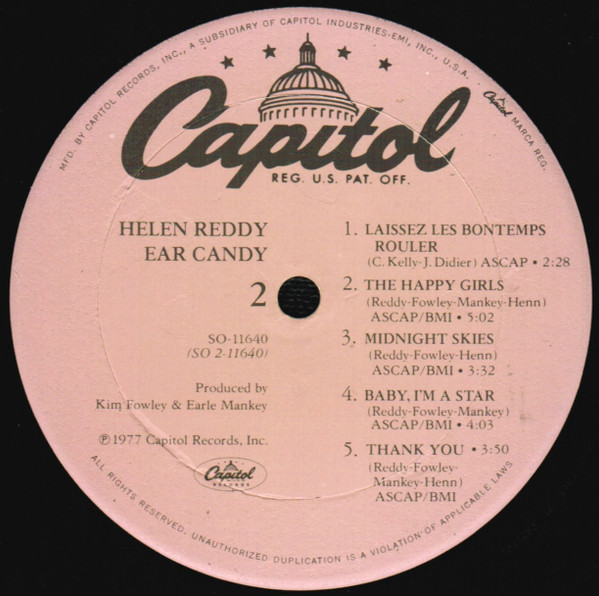 MFD. BY CAPITOL RECORDS, INC., A SUBSIDIARY OF CAPITOL INDUSTRIES-EMI, INC., U.S.A.
Capitol MARCA REG.
Capitol
REG. U.S. PAT. OFF.
HELEN REDDY
EAR CANDY
2
SO-11640
(SO 2-11640)
Produced by
Kim Fowley & Earle Mankey
℗ 1977 Capitol Records, Inc.
1. LAISSEZ LES BONTEMPS
ROULER
(C. Kelly-J. Didier) ASCAP • 2:28
2. THE HAPPY GIRLS
(Reddy-Fowley-Mankey-Henn)
ASCAP/BMI • 5:02
3. MIDNIGHT SKIES
(Reddy-Fowley-Henn)
ASCAP/BMI • 3:32
4. BABY, I'M A STAR
(Reddy-Fowley-Mankey)
ASCAP/BMI • 4:03
5. THANK YOU • 3:50
(Reddy-Fowley-
Mankey-Henn)
ASCAP/BMI
Capitol
RECORDS
ALL RIGHTS RESERVED. UNAUTHORIZED DUPLICATION IS A VIOLATION OF APPLICABLE LAWS